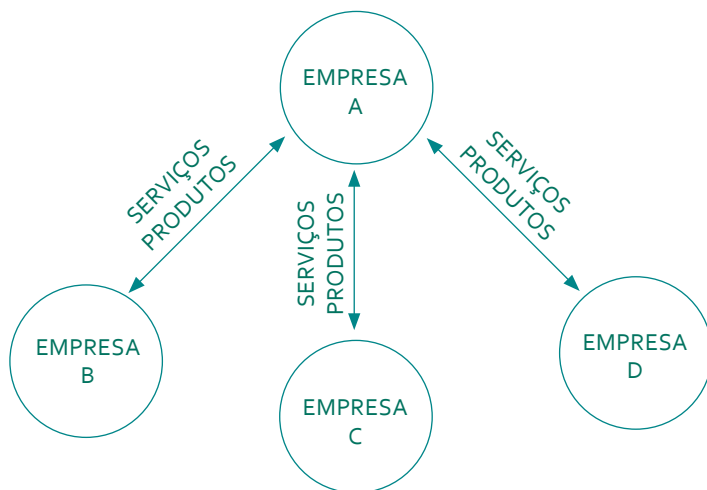 EMPRESA
A
SERVIÇOS
PRODUTOS
SERVIÇOS
PRODUTOS
SERVIÇOS
PRODUTOS
EMPRESA
B
EMPRESA
C
EMPRESA
D